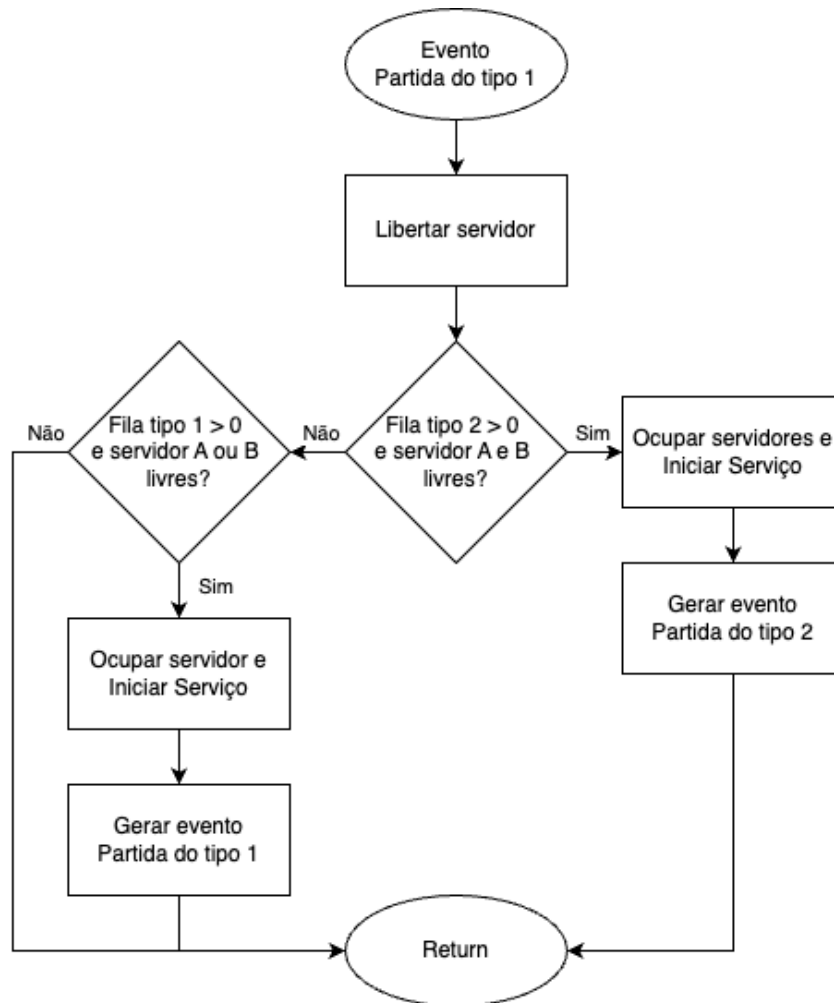 Evento
Partida do tipo 1
Libertar servidor
Fila tipo 2 > 0
e servidor A e B
livres?
Não
Sim
Fila tipo 1 > 0
e servidor A ou B
livres?
Não
Sim
Ocupar servidores e
Iniciar Serviço
Gerar evento
Partida do tipo 2
Ocupar servidor e
Iniciar Serviço
Gerar evento
Partida do tipo 1
Return